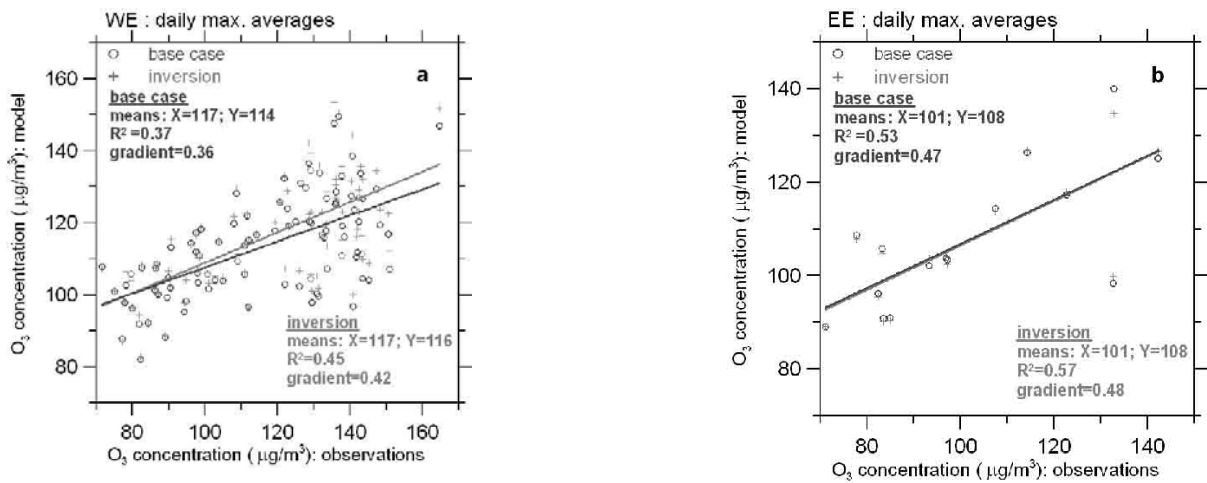 WE : daily max. averages
base case
inversion
a
base case
means: X=117; Y=114
R² =0.37
gradient=0.36
inversion
means: X=117; Y=116
R²=0.45
gradient=0.42
160
140
120
100
80
80 100 120 140 160
O₃ concentration ( µg/m³): model
O₃ concentration ( µg/m³): observations
EE : daily max. averages
base case
inversion
b
base case
means: X=101; Y=108
R² =0.53
gradient=0.47
inversion
means: X=101; Y=108
R²=0.57
gradient=0.48
140
120
100
80
80 100 120 140
O₃ concentration ( µg/m³): model
O₃ concentration ( µg/m³): observations